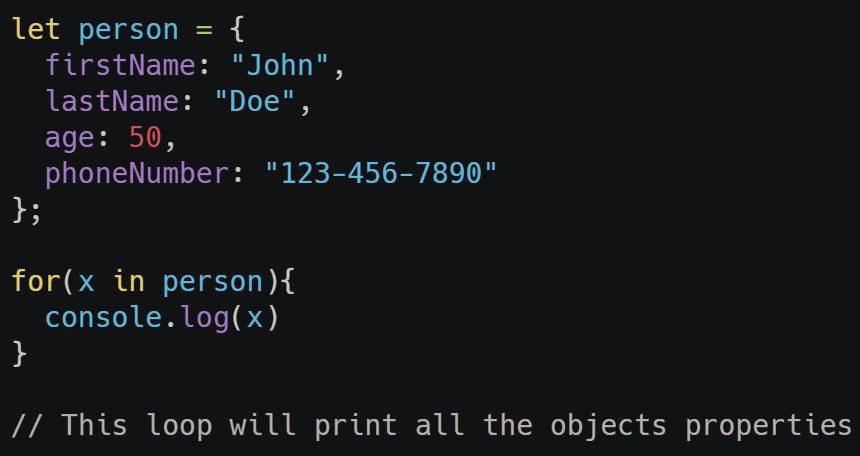 let person = {
  firstName: "John",
  lastName: "Doe",
  age: 50,
  phoneNumber: "123-456-7890"
};

for(x in person){
  console.log(x)
}

// This loop will print all the objects properties